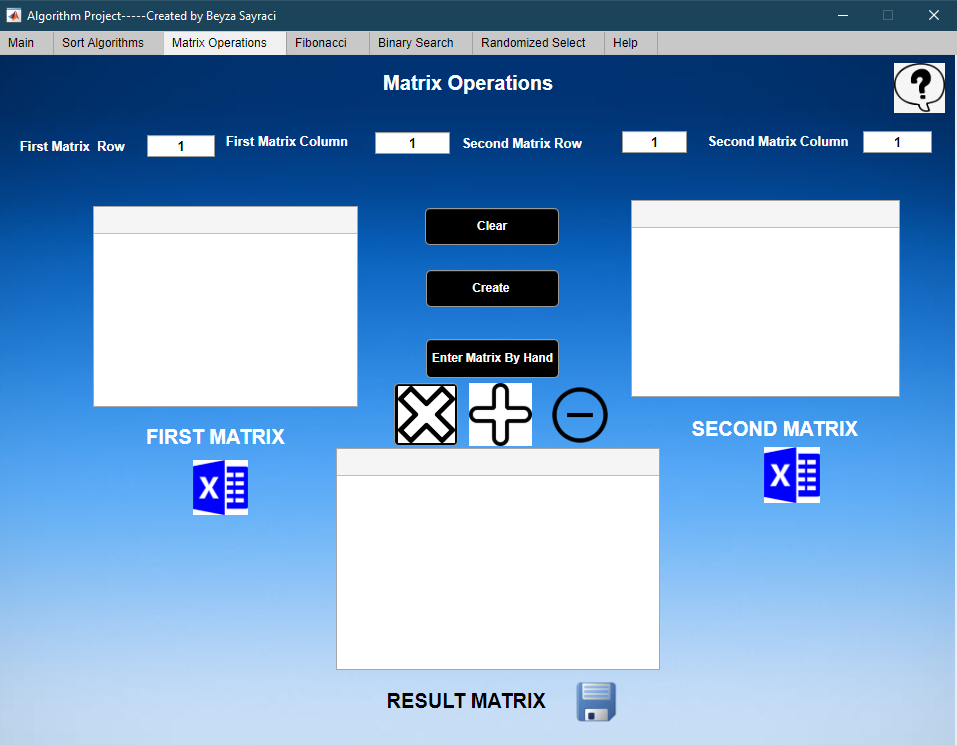 Algorithm Project-----Created by Beyza Sayraci
Main Sort Algorithms Matrix Operations Fibonacci Binary Search Randomized Select Help
Matrix Operations
?
First Matrix Row 1 First Matrix Column 1 Second Matrix Row 1 Second Matrix Column 1
Clear
Create
Enter Matrix By Hand
FIRST MATRIX
SECOND MATRIX
X
X
RESULT MATRIX